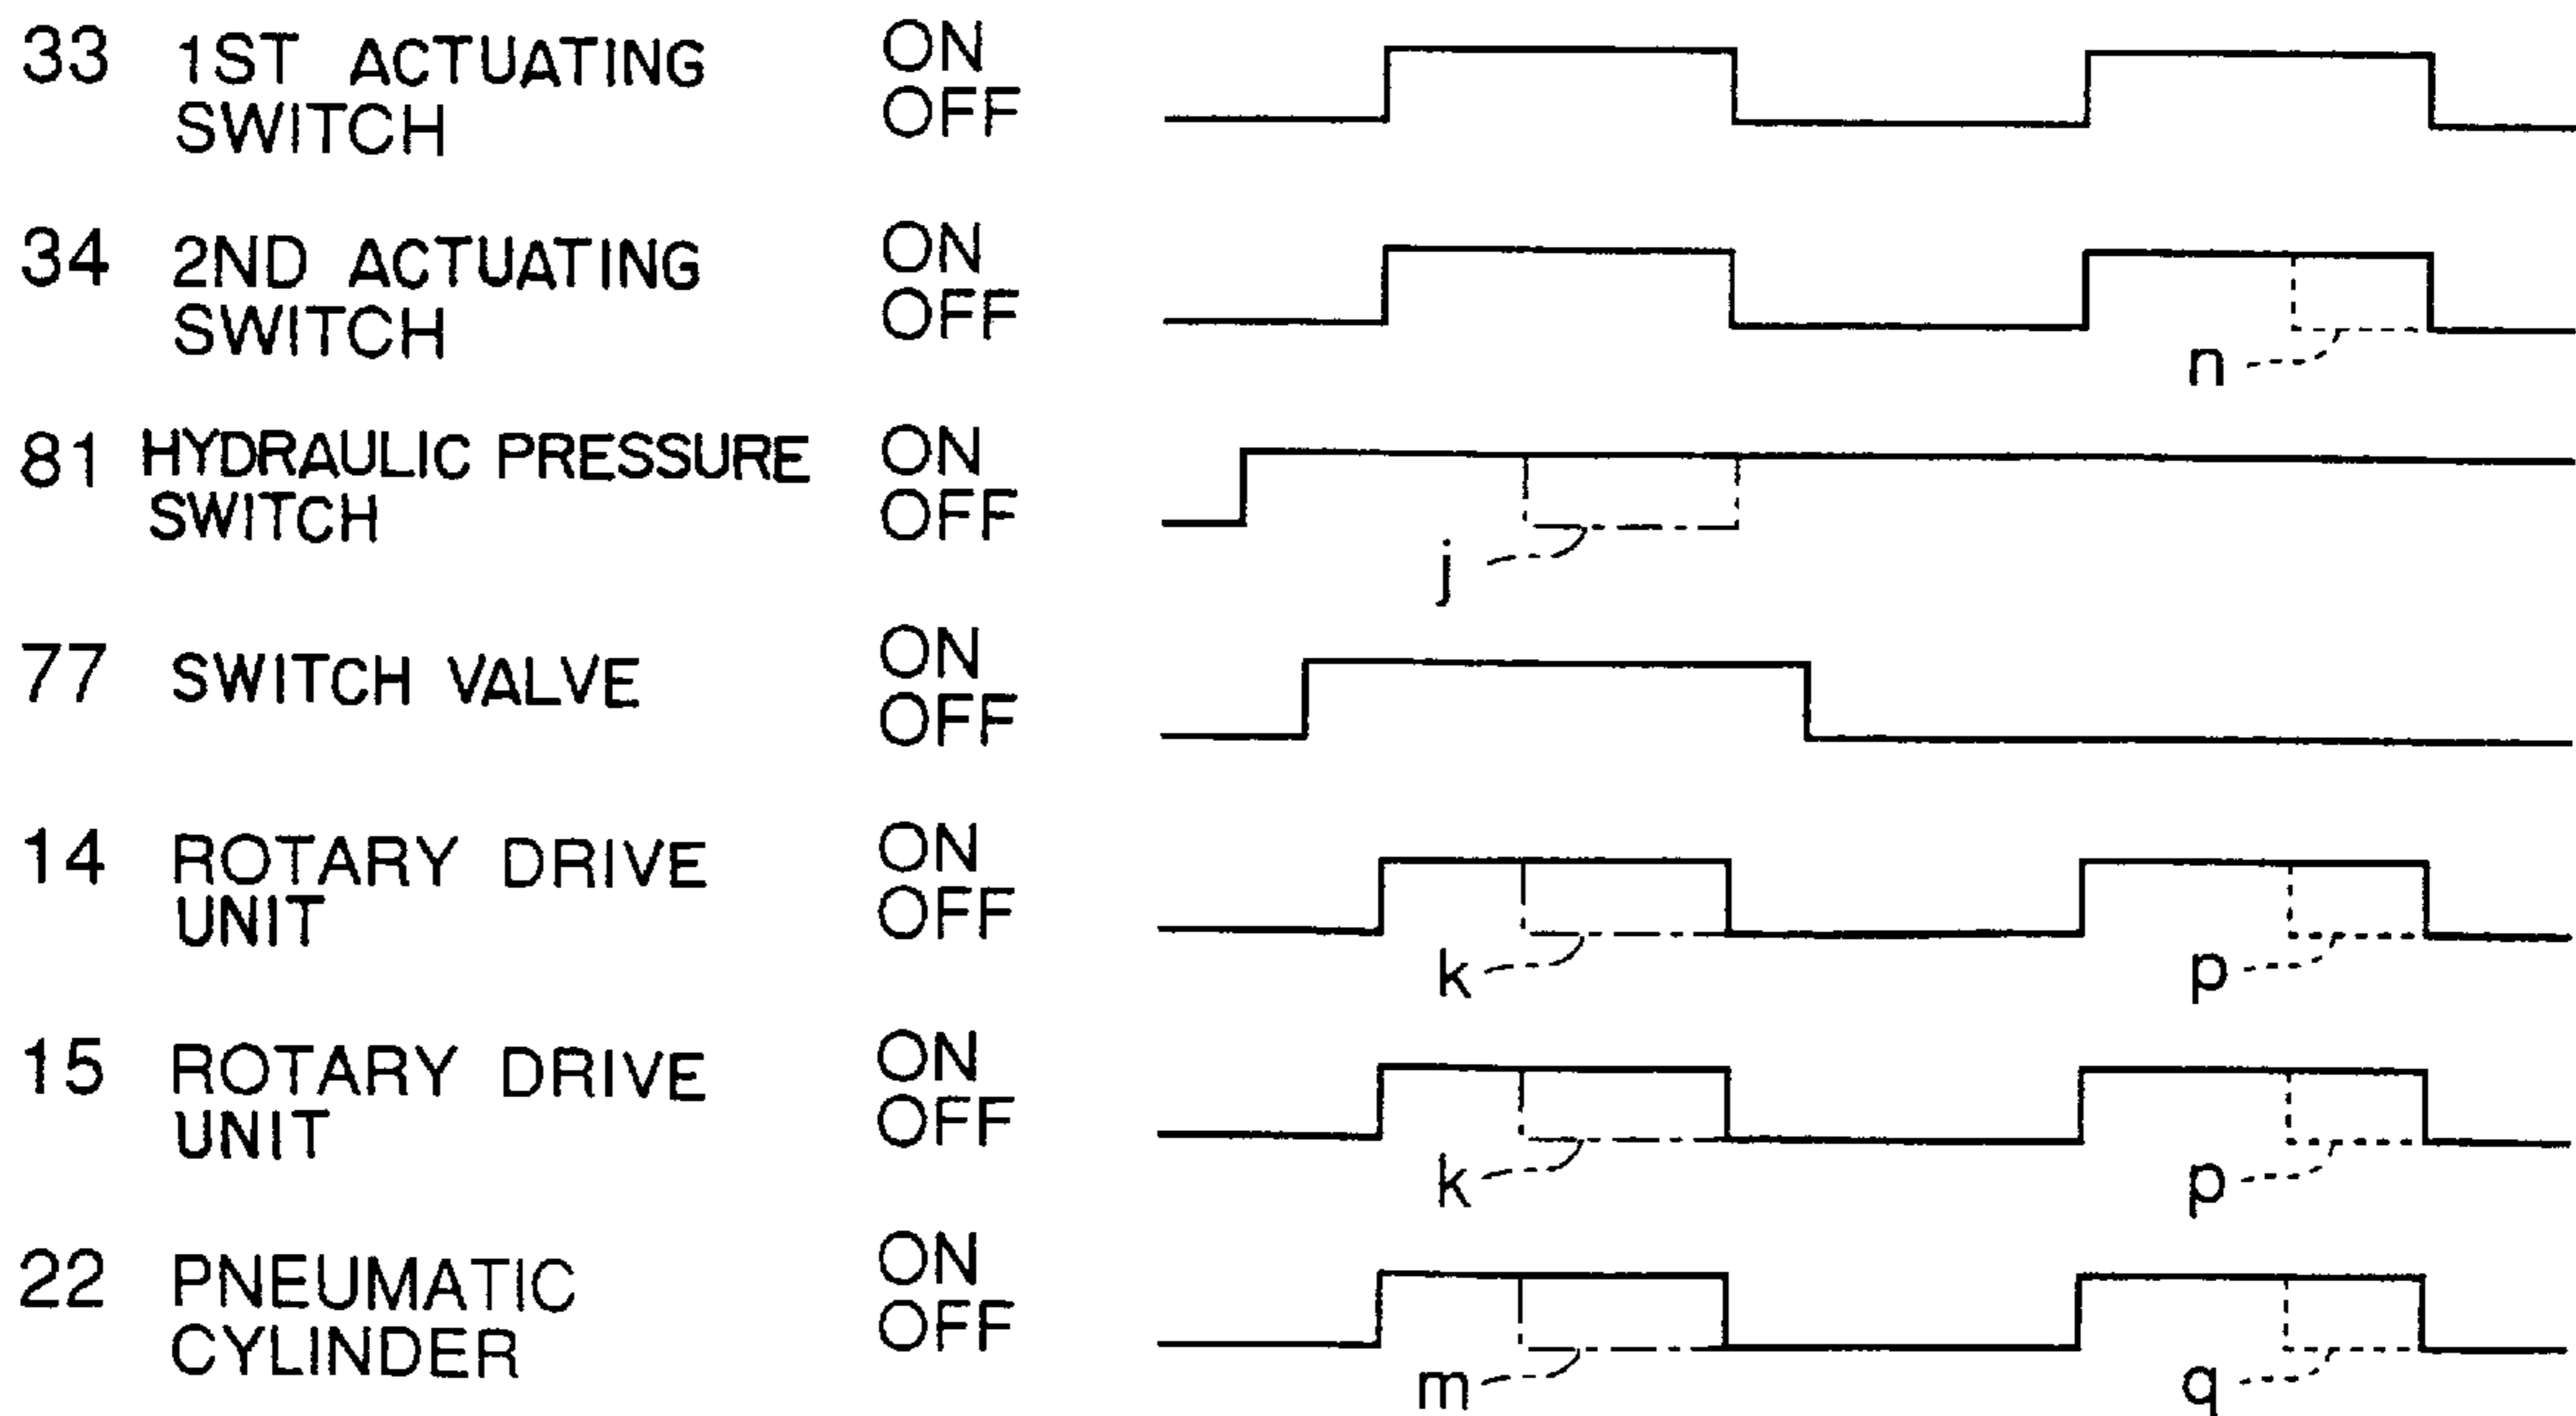 33 1ST ACTUATING ON
SWITCH OFF
34 2ND ACTUATING ON
SWITCH OFF
n
81 HYDRAULIC PRESSURE ON
SWITCH OFF
j
77 SWITCH VALVE ON
OFF
14 ROTARY DRIVE ON
UNIT OFF
k p
15 ROTARY DRIVE ON
UNIT OFF
k p
22 PNEUMATIC ON
CYLINDER OFF
m q